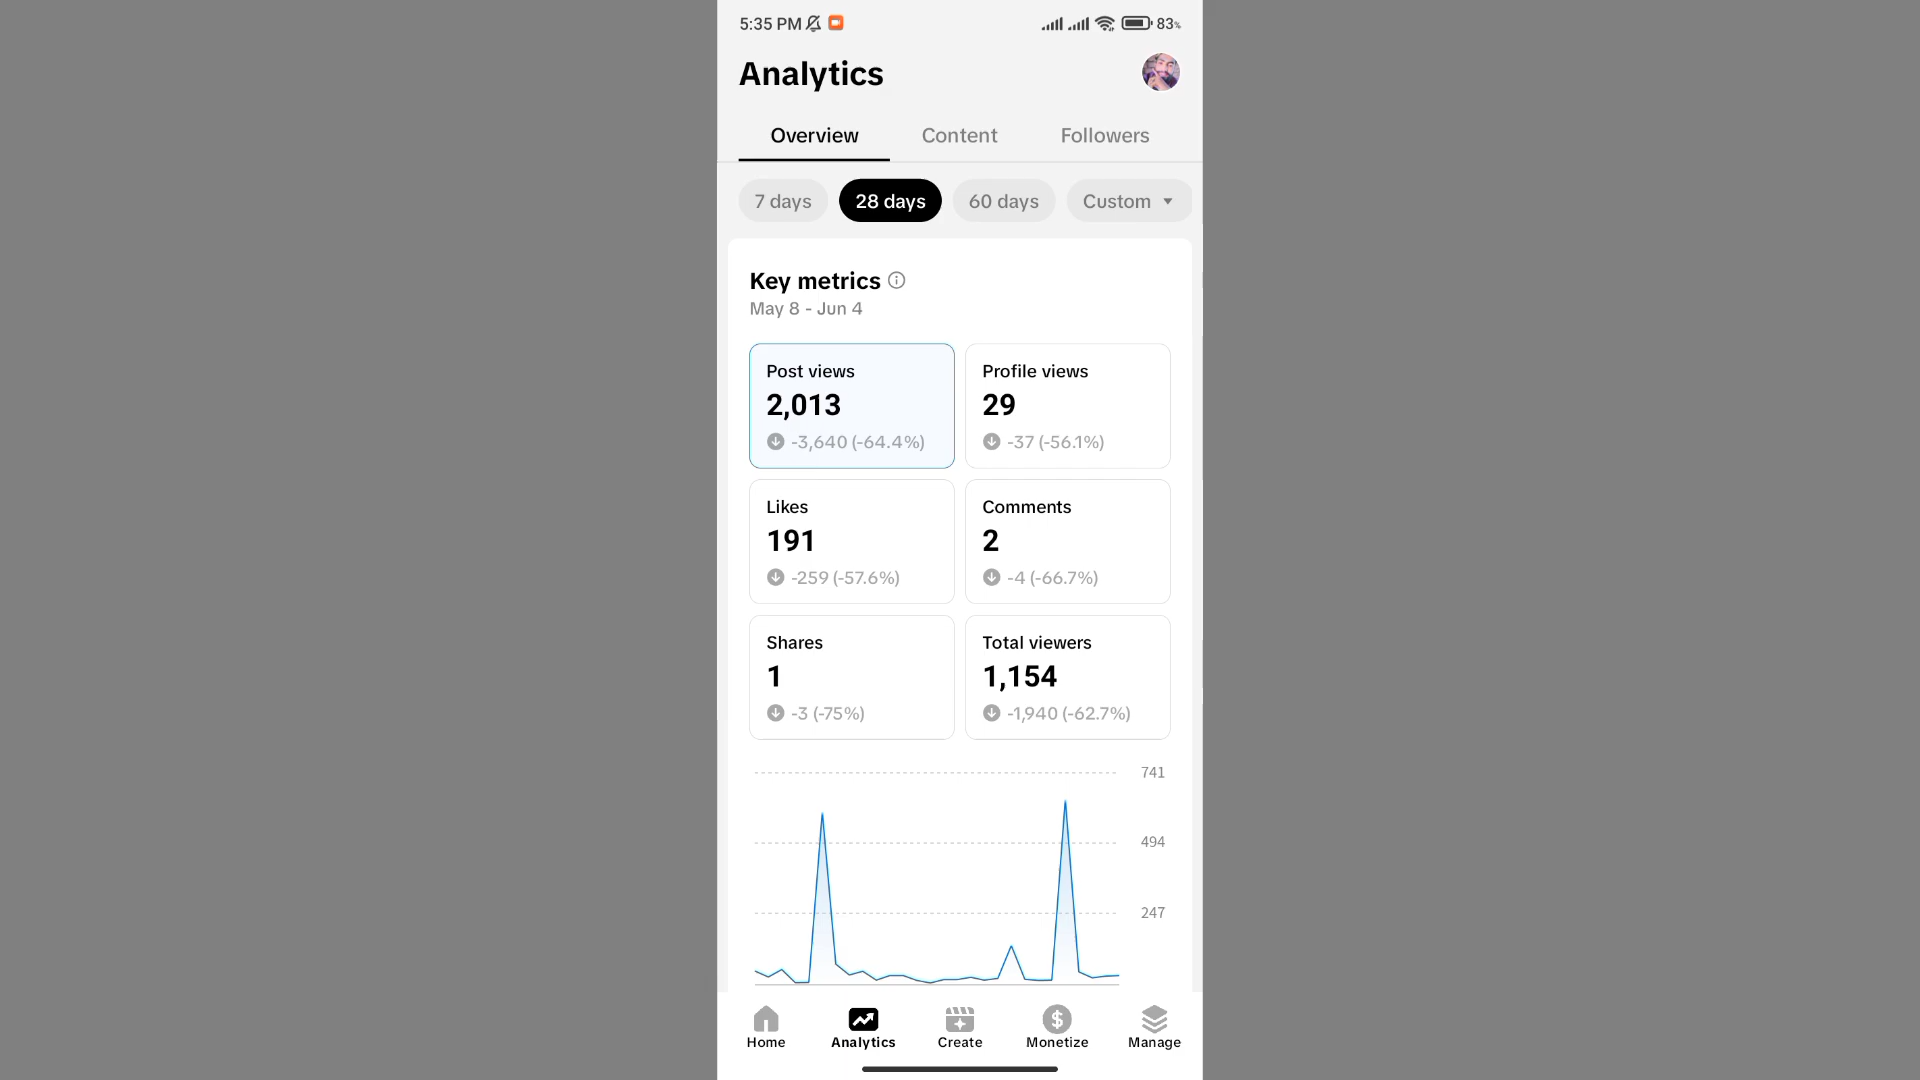 5:35 PM 83%
Analytics
Overview Content Followers
7 days 28 days 60 days Custom
Key metrics
May 8 - Jun 4
Post views Profile views
2,013 29
-3,640 (-64.4%) -37 (-56.1%)
Likes Comments
191 2
-259 (-57.6%) -4 (-66.7%)
Shares Total viewers
1 1,154
-3 (-75%) -1,940 (-62.7%)
741
494
247
Home Analytics Create Monetize Manage